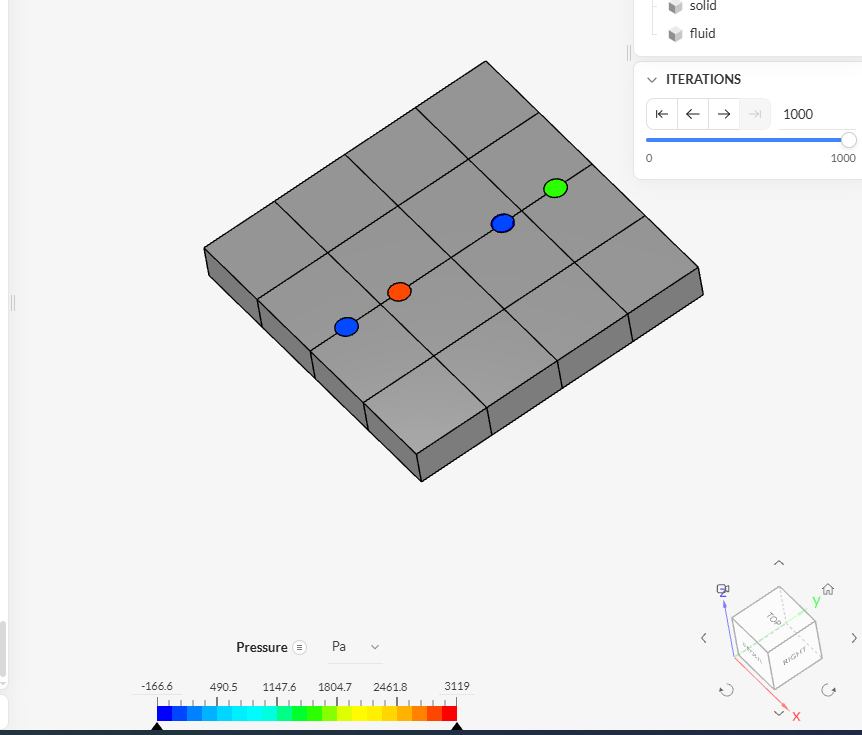 solid
fluid
ITERATIONS
1000
0 1000
Pressure Pa
-166.6 490.5 1147.6 1804.7 2461.8 3119
Z
y
TOP
RIGHT
x